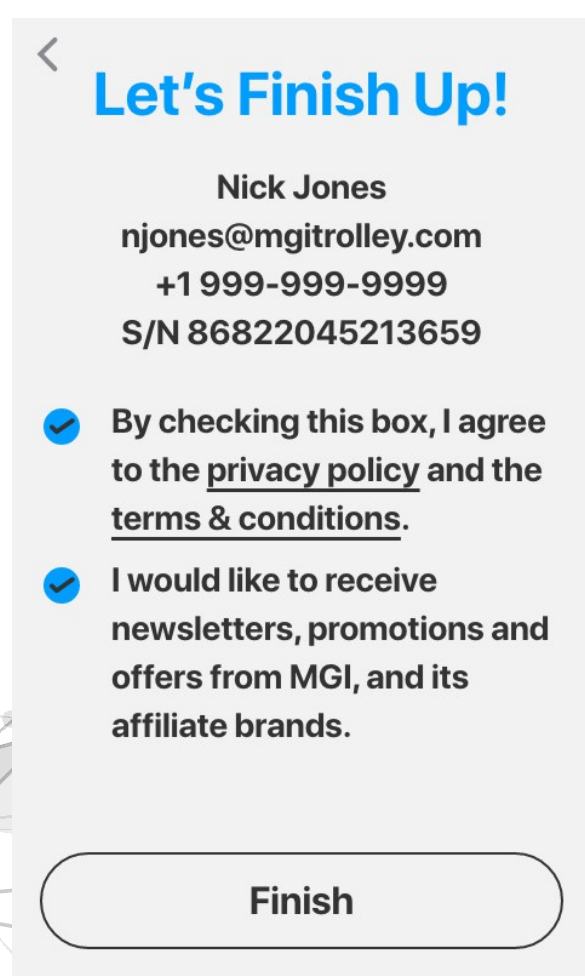 Let's Finish Up!
Nick Jones
njones@mgitrolley.com
+1 999-999-9999
S/N 86822045213659
By checking this box, I agree
to the privacy policy and the
terms & conditions.
I would like to receive
newsletters, promotions and
offers from MGI, and its
affiliate brands.
Finish